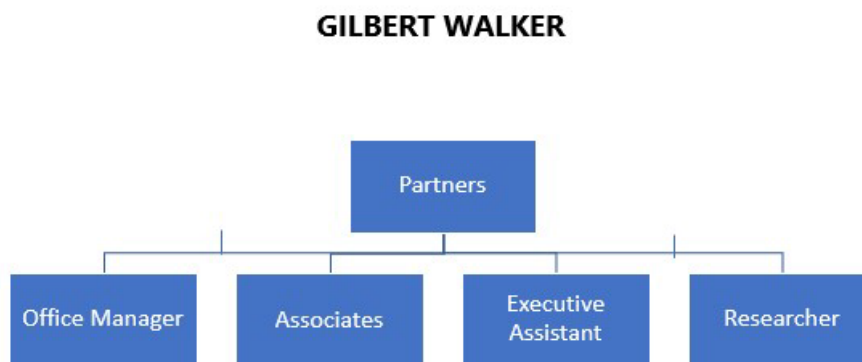 GILBERT WALKER
Partners
Office Manager
Associates
Executive
Assistant
Researcher